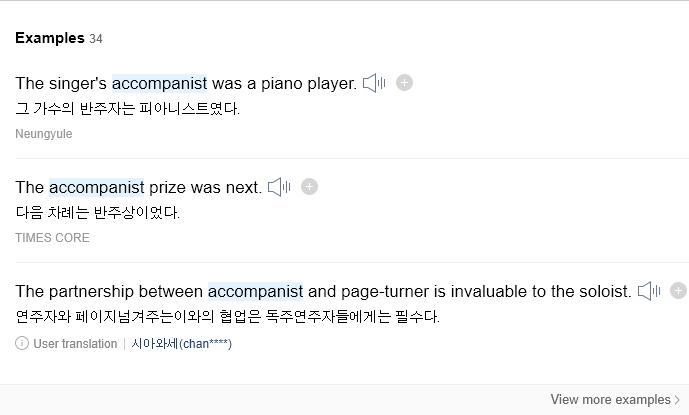 Examples 34
The singer's accompanist was a piano player.
그 가수의 반주자는 피아니스트였다.
Neungyule
The accompanist prize was next.
다음 차례는 반주상이었다.
TIMES CORE
The partnership between accompanist and page-turner is invaluable to the soloist.
연주자와 페이지넘겨주는이와의 협업은 독주연주자들에게는 필수다.
User translation | 시아와세(chan****)
View more examples >